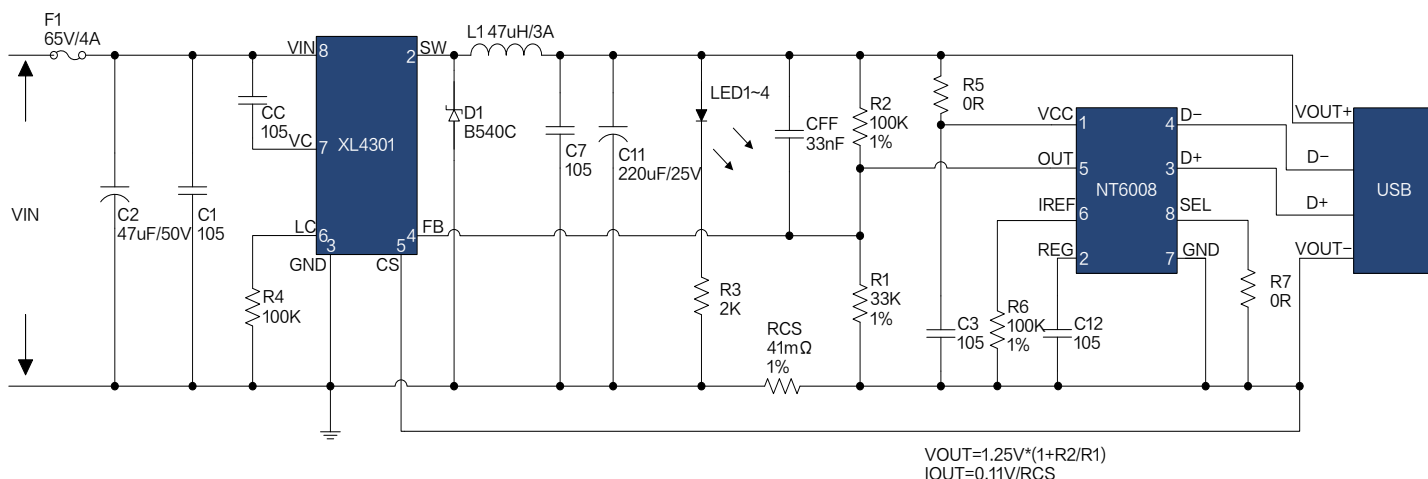 F1
65V/4A
VIN
C2
47uF/50V
C1
105
CC
105
R4
100K
VIN
8
VC
7
LC
6
3
GND
5
CS
XL4301
2
SW
4
FB
L1 47uH/3A
D1
B540C
C7
105
C11
220uF/25V
LED1~4
R3
2K
CFF
33nF
RCS
41mΩ
1%
R2
100K
1%
R1
33K
1%
R5
0R
C3
105
R6
100K
1%
C12
105
VCC
1
OUT
5
IREF
6
REG
2
NT6008
4
D−
3
D+
8
SEL
7
GND
R7
0R
VOUT+
D−
D+
VOUT−
USB
VOUT=1.25V*(1+R2/R1)
IOUT=0.11V/RCS